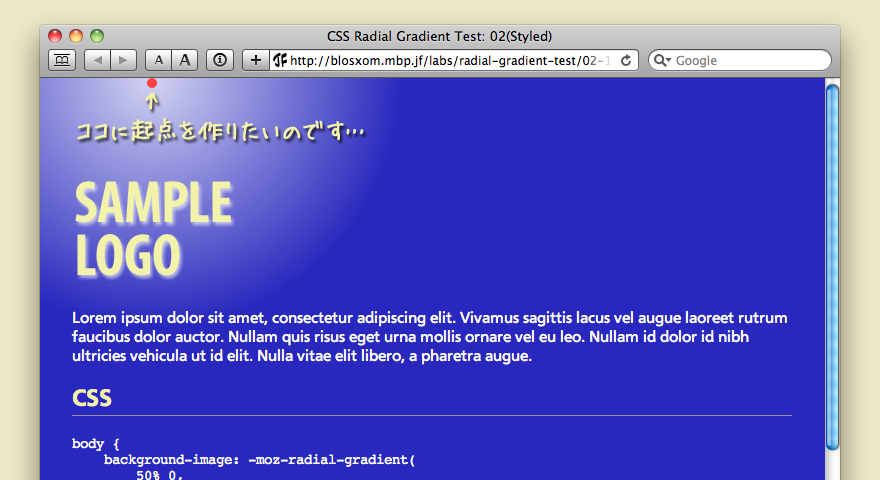 CSS Radial Gradient Test: 02(Styled)
A A + http://blosxom.mbp.jf/labs/radial-gradient-test/02-1 Google
ココに起点を作りたいのです…
SAMPLE
LOGO
Lorem ipsum dolor sit amet, consectetur adipiscing elit. Vivamus sagittis lacus vel augue laoreet rutrum
faucibus dolor auctor. Nullam quis risus eget urna mollis ornare vel eu leo. Nullam id dolor id nibh
ultricies vehicula ut id elit. Nulla vitae elit libero, a pharetra augue.
CSS
body {
background-image: -moz-radial-gradient(
50% 0,